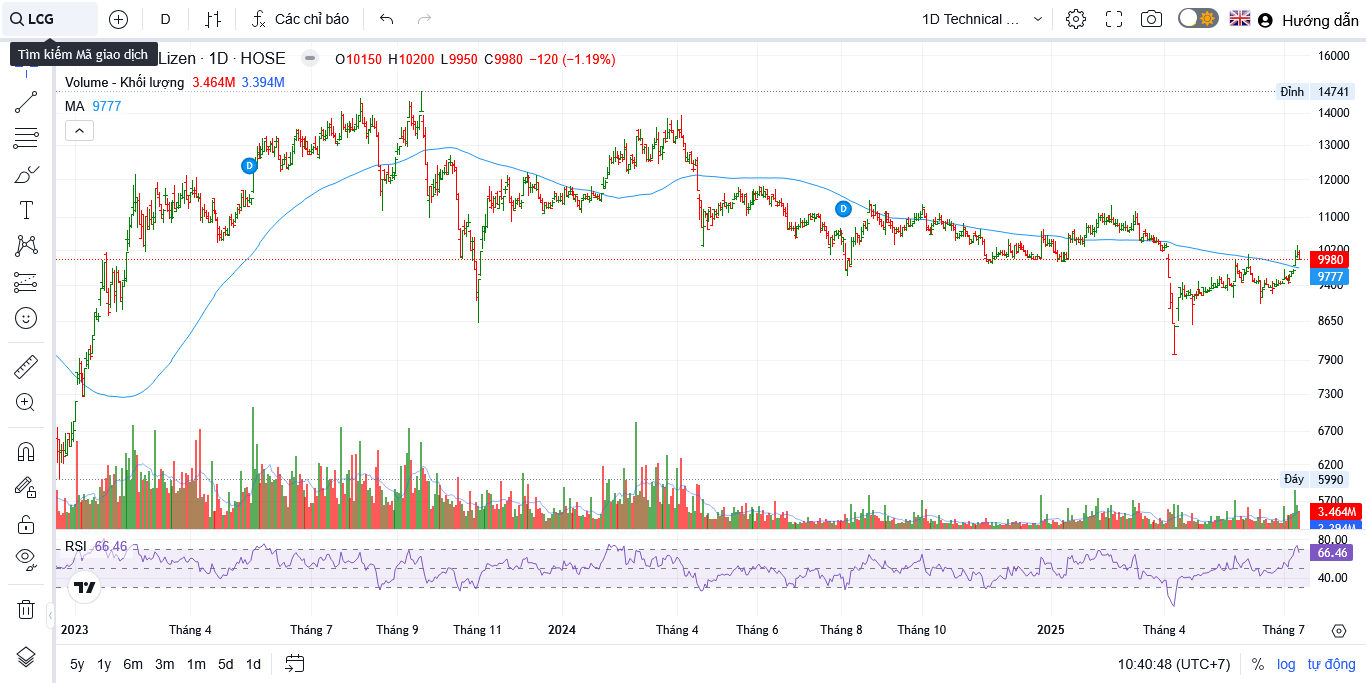 LCG
D
Các chỉ báo
1D Technical ...
Hướng dẫn
Tìm kiếm Mã giao dịch
Lizen · 1D · HOSE
O10150 H10200 L9950 C9980 −120 (−1.19%)
Volume - Khối lượng 3.464M 3.394M
MA 9777
16000
Đỉnh 14741
14000
13000
12000
11000
10200
9980
9777
9400
8650
7900
7300
6700
6200
Đáy 5990
5700
3.464M
3.394M
D
D
RSI 66.46
80.00
66.46
40.00
2023 Tháng 4 Tháng 7 Tháng 9 Tháng 11 2024 Tháng 4 Tháng 6 Tháng 8 Tháng 10 2025 Tháng 4 Tháng 7
5y 1y 6m 3m 1m 5d 1d
10:40:48 (UTC+7) % log tự động